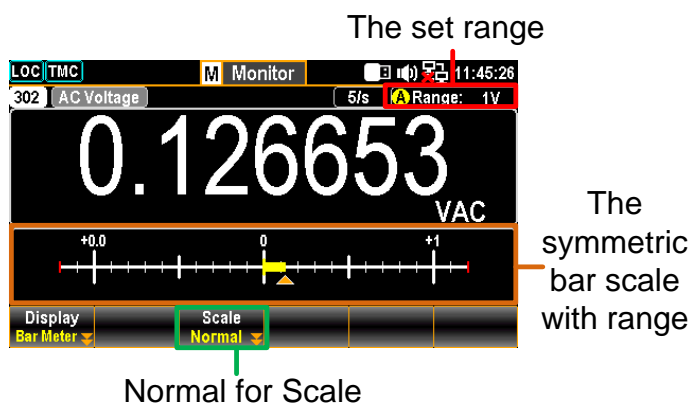 The set range
LOC TMC M Monitor 11:45:26
302 AC Voltage 5/s A Range: 1V
0.126653
VAC
+0.0 0 +1
The
symmetric
bar scale
with range
Display Scale
Bar Meter Normal
Normal for Scale